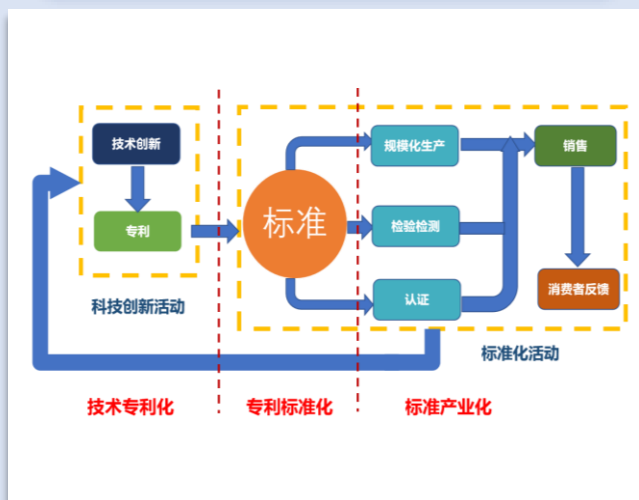 技术创新
专利
科技创新活动
标准
规模化生产
检验检测
认证
销售
消费者反馈
标准化活动
技术专利化
专利标准化
标准产业化